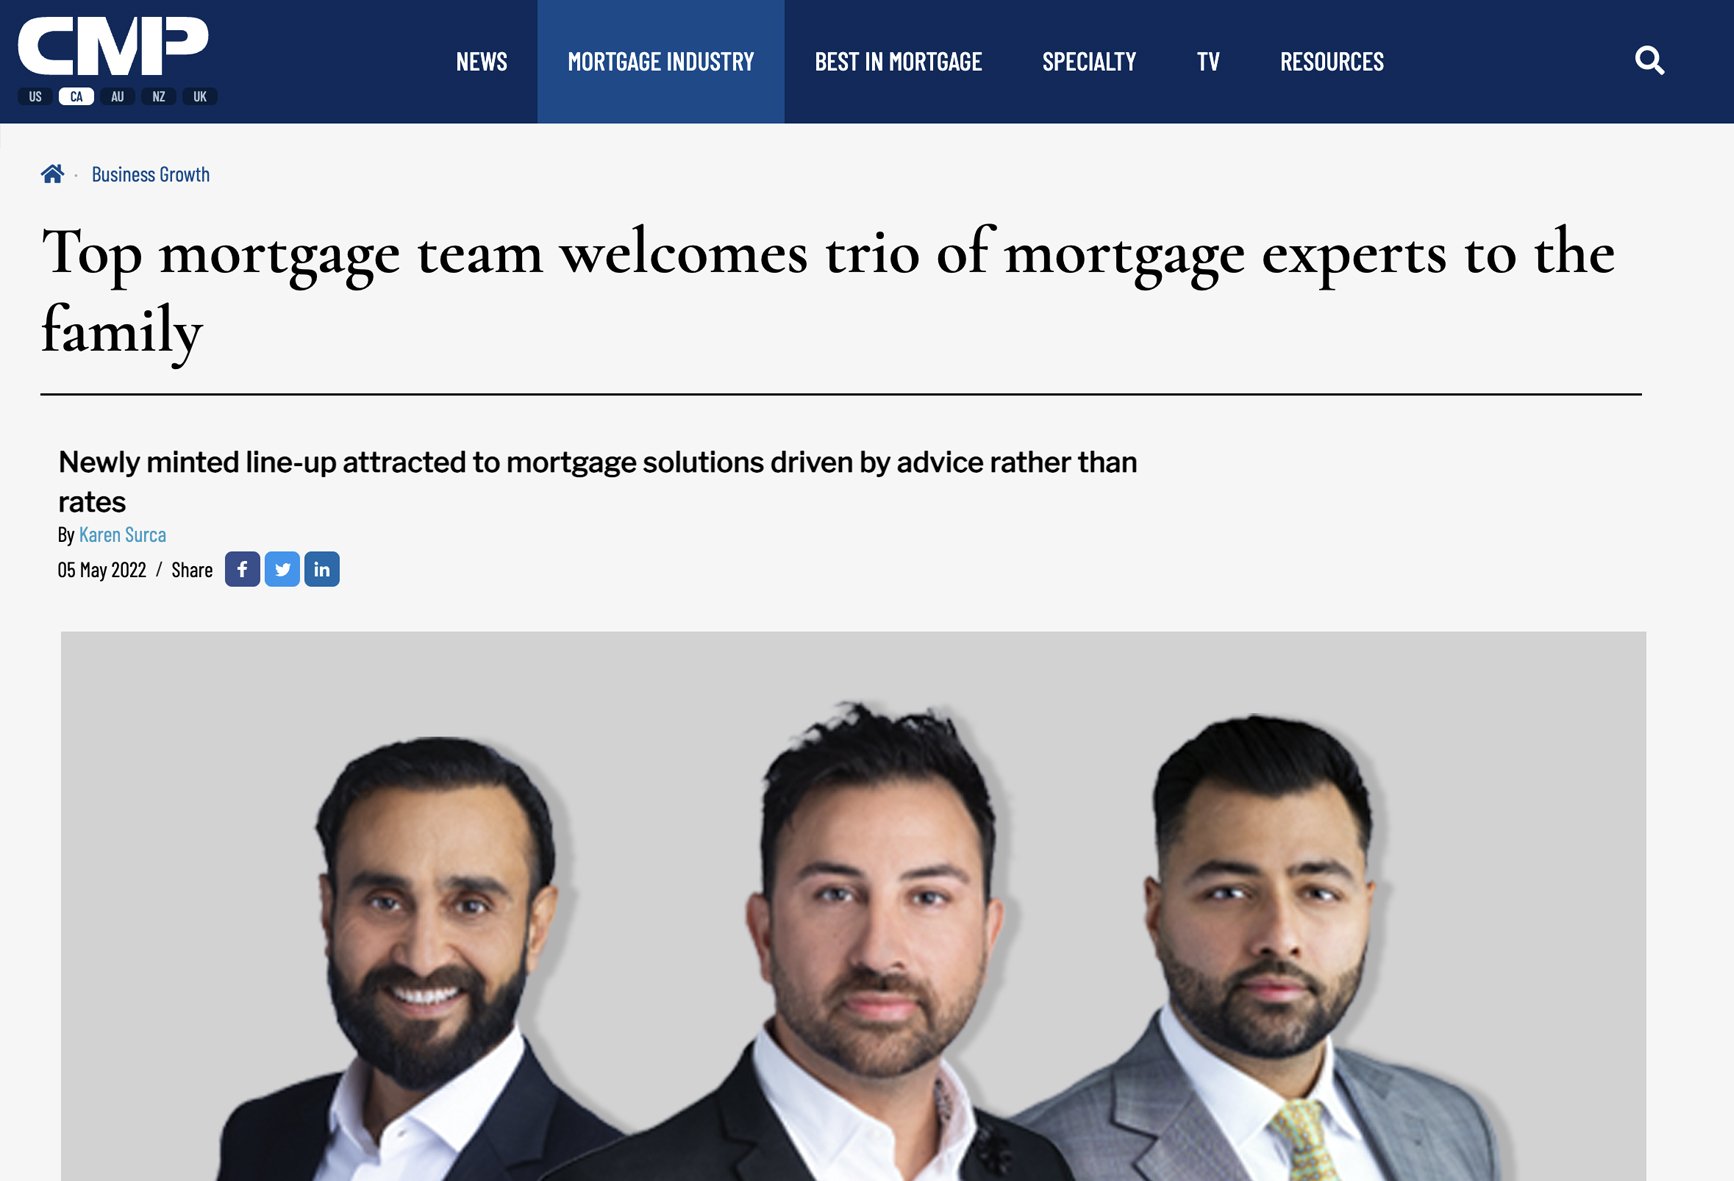 CMP
US CA AU NZ UK
NEWS MORTGAGE INDUSTRY BEST IN MORTGAGE SPECIALTY TV RESOURCES
Business Growth
Top mortgage team welcomes trio of mortgage experts to the
family
Newly minted line-up attracted to mortgage solutions driven by advice rather than
rates
By Karen Surca
05 May 2022 / Share